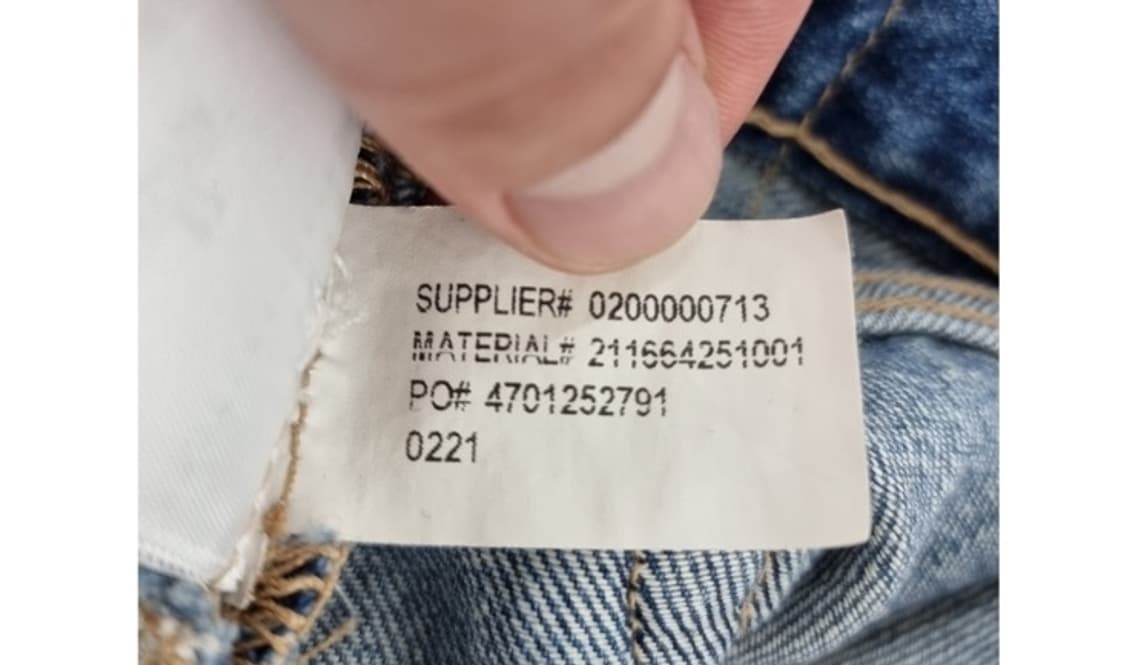 SUPPLIER# 0200000713
MATERIAL# 211664251001
PO# 4701252791
0221